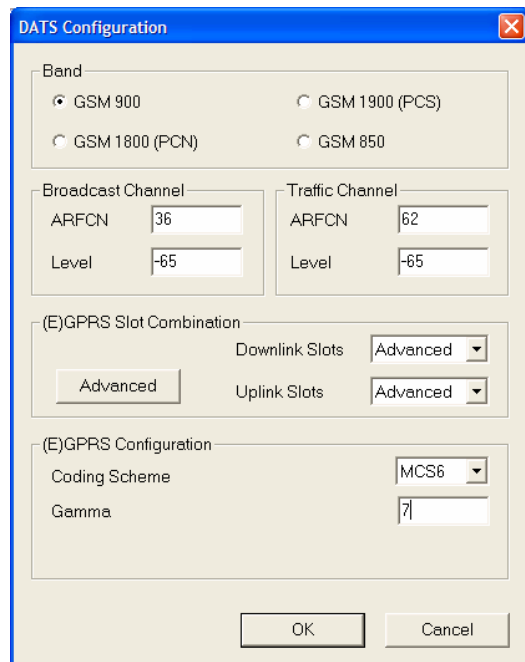 DATS Configuration
Band
GSM 900
GSM 1900 (PCS)
GSM 1800 (PCN)
GSM 850
Broadcast Channel
ARFCN 36
Level -65
Traffic Channel
ARFCN 62
Level -65
(E)GPRS Slot Combination
Downlink Slots Advanced
Advanced
Uplink Slots Advanced
(E)GPRS Configuration
Coding Scheme MCS6
Gamma 7
OK
Cancel